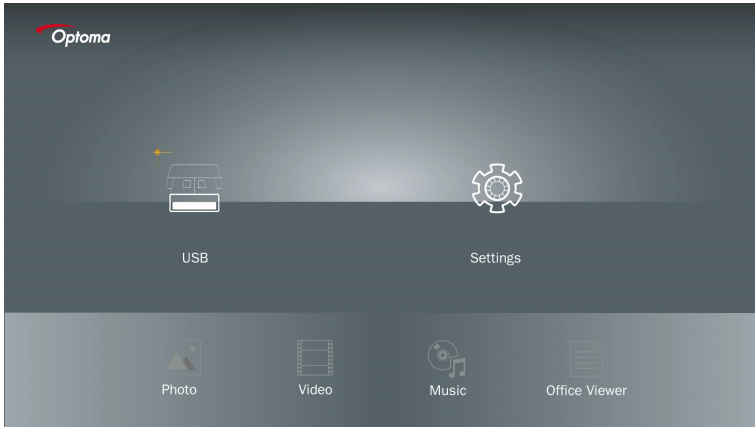 Optoma
USB
Settings
Photo
Video
Music
Office Viewer